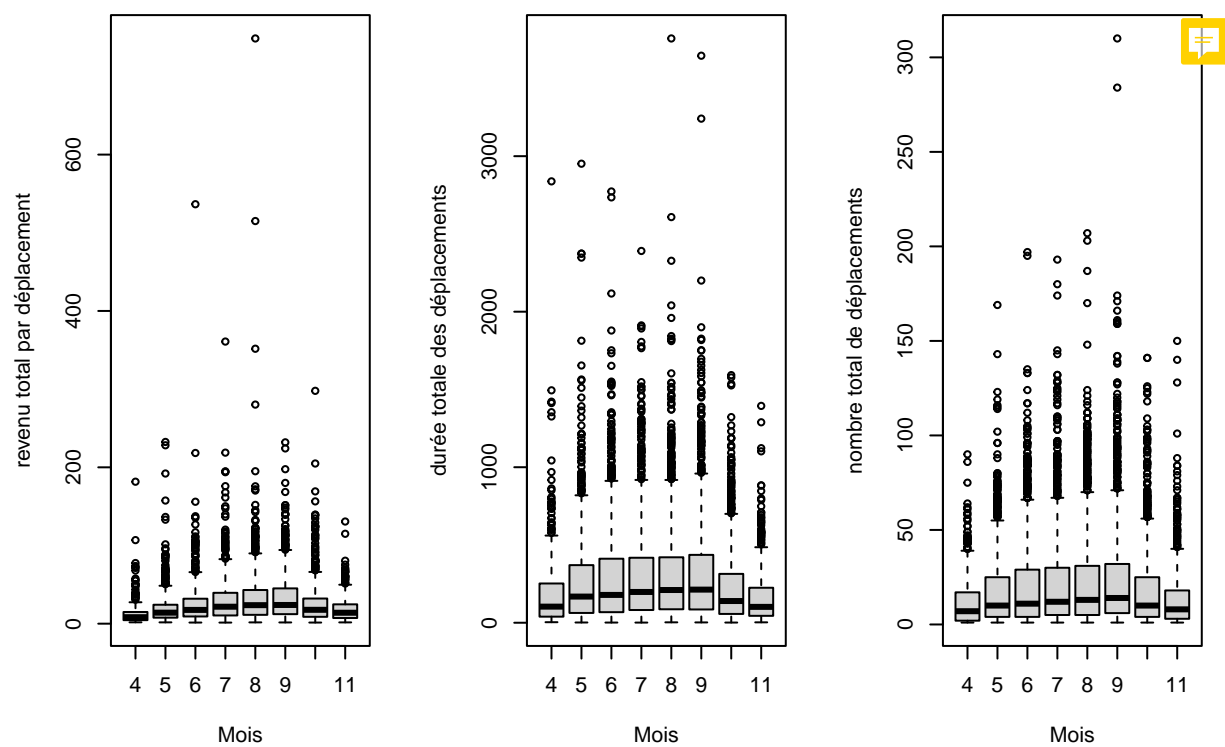 revenu total par déplacement
0
200
400
600
4 5 6 7 8 9 11
Mois
durée totale des déplacements
0
1000
2000
3000
4 5 6 7 8 9 11
Mois
nombre total de déplacements
0
50
100
150
200
250
300
4 5 6 7 8 9 11
Mois